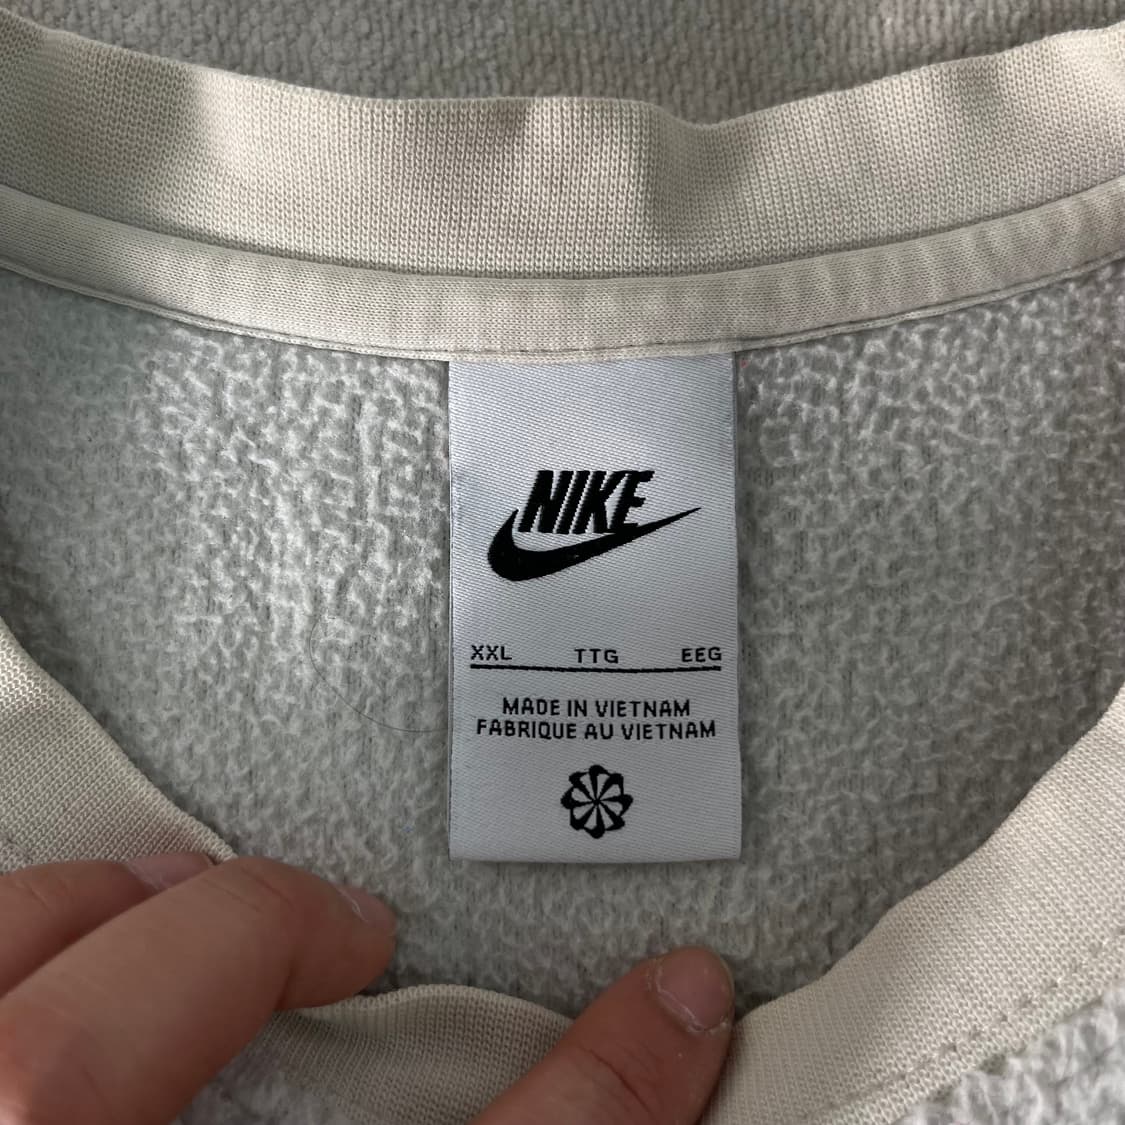 NIKE
XXL TTG EEG
MADE IN VIETNAM
FABRIQUE AU VIETNAM